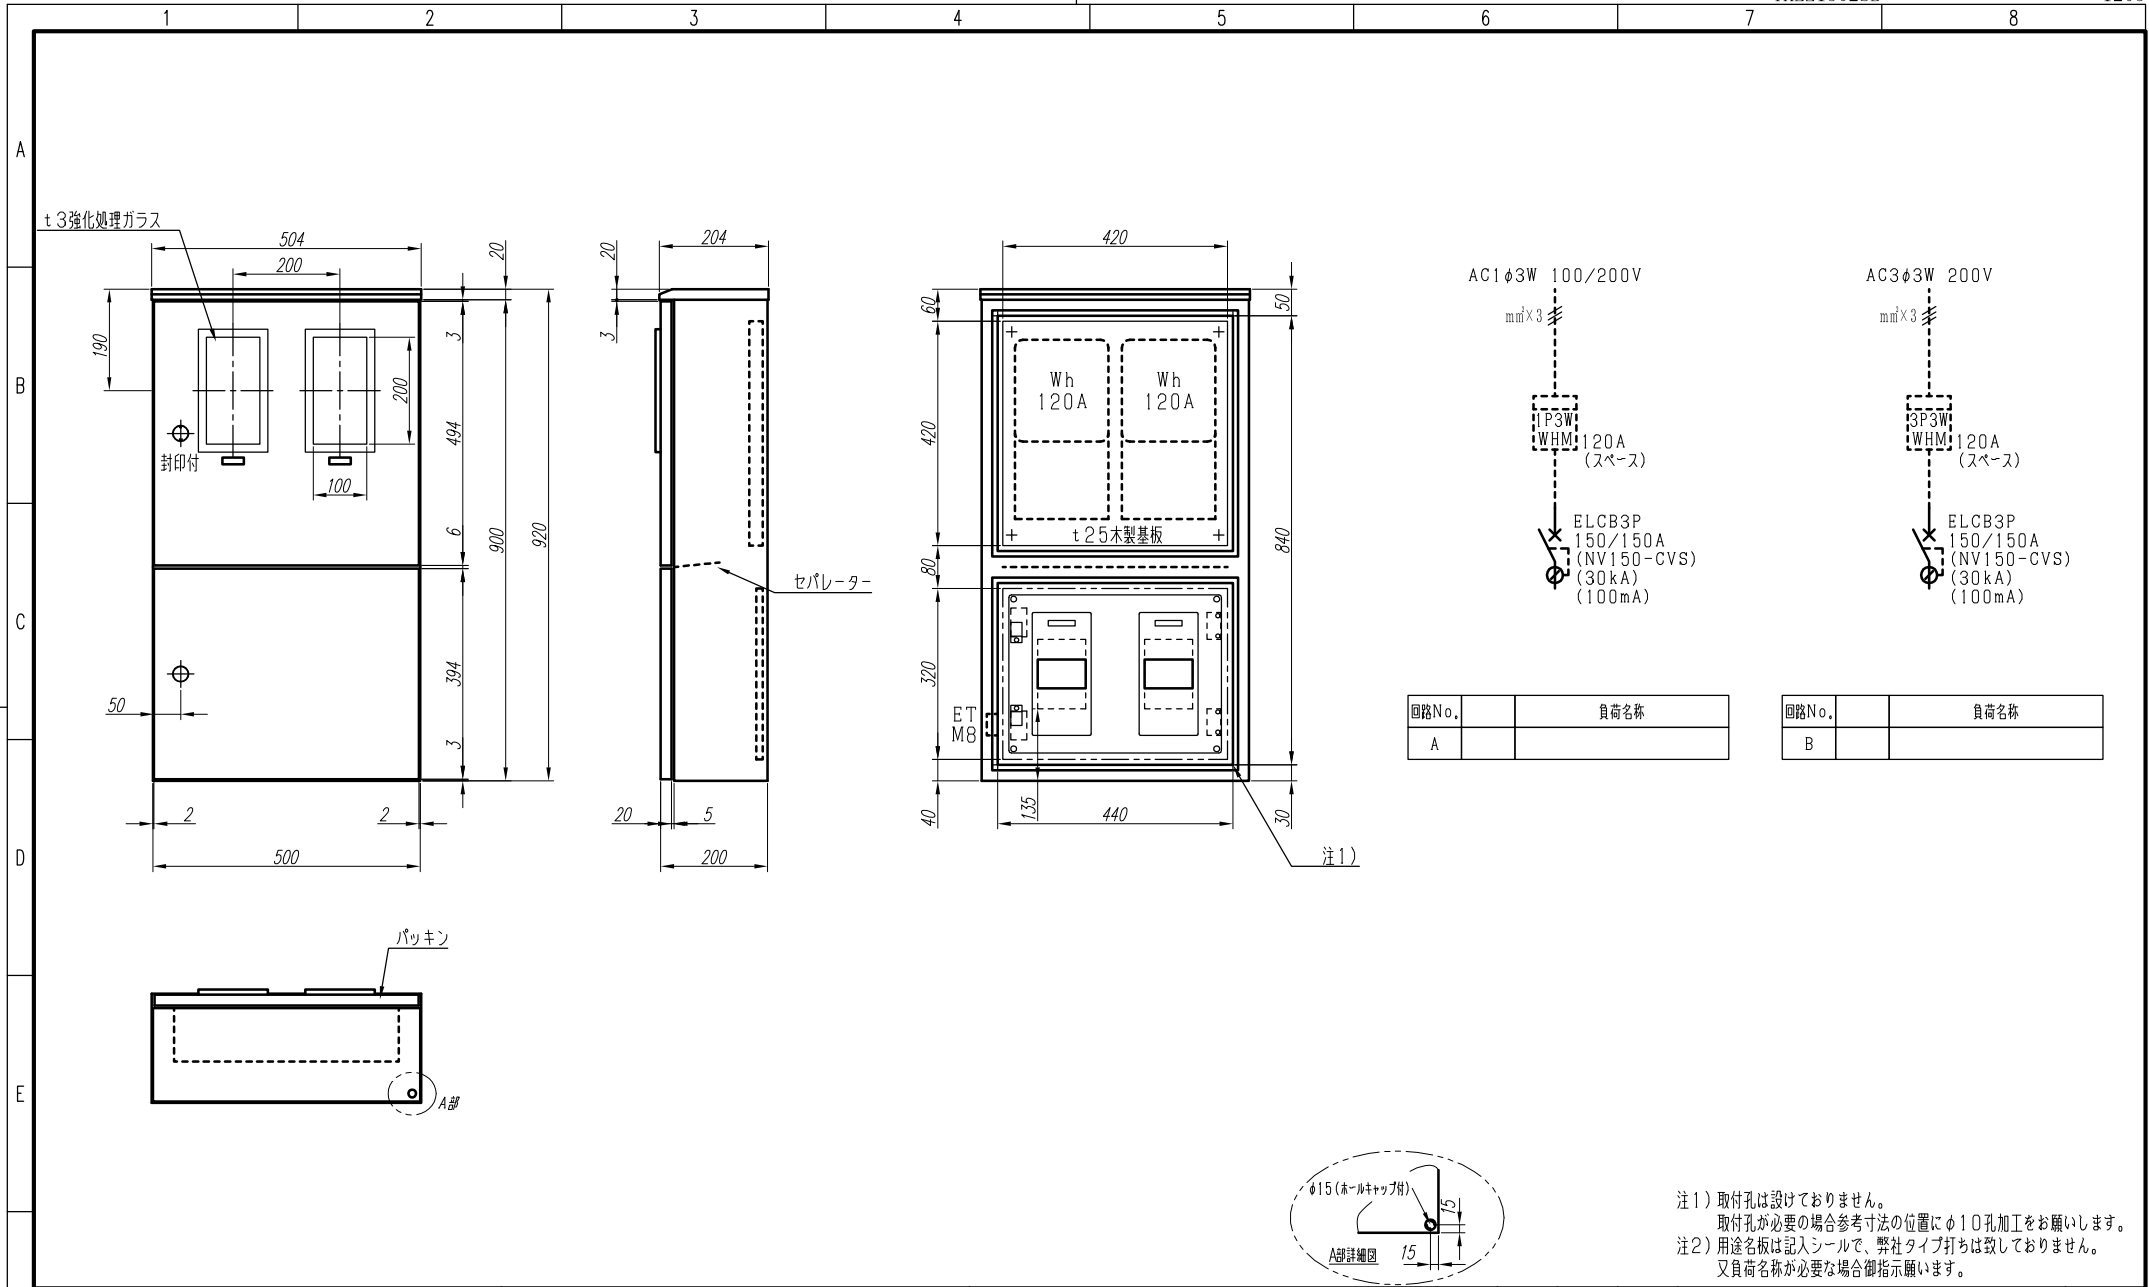 1
2
3
4
5
6
7
8
A
B
C
D
E
t3強化処理ガラス
504
200
20
190
3
200
494
封印付
100
6
900
920
394
50
3
2
2
500
20
204
3
セパレーター
20
5
200
420
60
50
Wh
120A
Wh
120A
420
t25木製基板
840
80
320
ET
M8
135
40
440
30
注1)
AC1φ3W 100/200V
mm²×3
1P3W
WHM
120A
(スペース)
ELCB3P
150/150A
(NV150-CVS)
(30kA)
(100mA)
AC3φ3W 200V
mm²×3
3P3W
WHM
120A
(スペース)
ELCB3P
150/150A
(NV150-CVS)
(30kA)
(100mA)
回路No. 負荷名称
A
回路No. 負荷名称
B
パッキン
A部
φ15(ホールキャップ付)
15
A部詳細図
15
注1) 取付孔は設けておりません。
取付孔が必要の場合参考寸法の位置にφ10孔加工をお願いします。
注2) 用途名板は記入シールで、弊社タイプ打ちは致しておりません。
又負荷名称が必要な場合御指示願います。